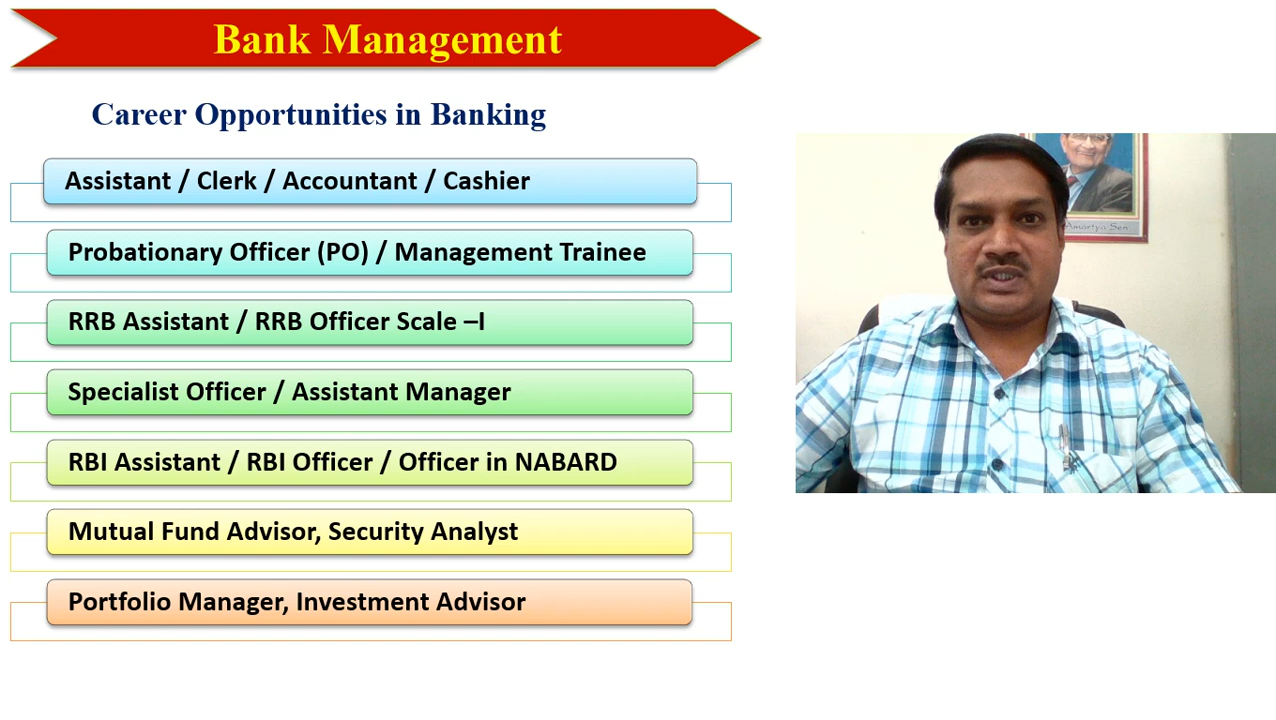 Bank Management
Career Opportunities in Banking
Assistant / Clerk / Accountant / Cashier
Probationary Officer (PO) / Management Trainee
RRB Assistant / RRB Officer Scale –I
Specialist Officer / Assistant Manager
RBI Assistant / RBI Officer / Officer in NABARD
Mutual Fund Advisor, Security Analyst
Portfolio Manager, Investment Advisor
Amartya Sen